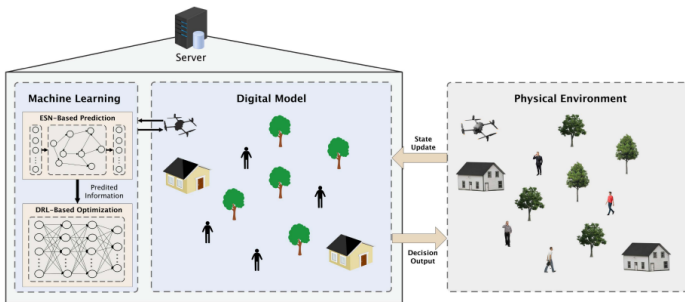 Server
Machine Learning
Digital Model
Physical Environment
ESN-Based Prediction
Predited
Information
DRL-Based Optimization
State
Update
Decision
Output